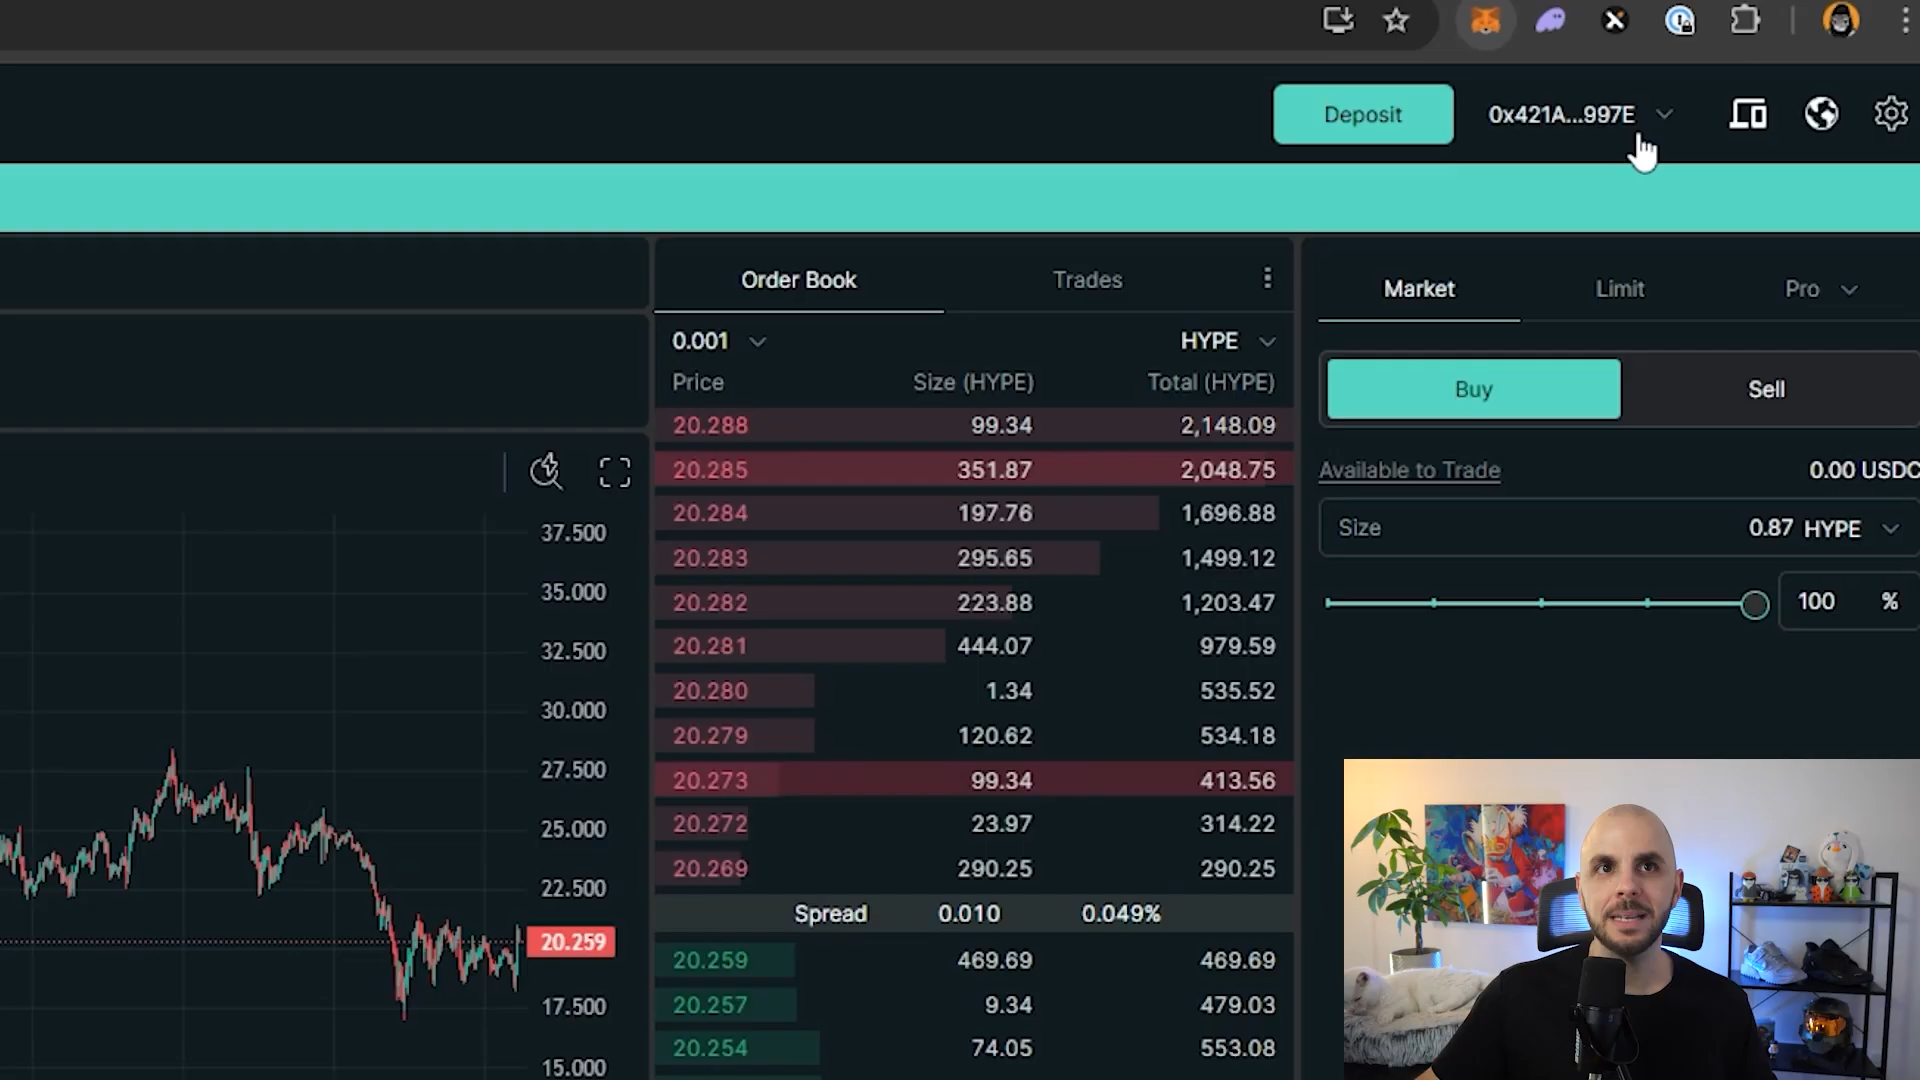 Deposit
0x421A...997E
Order Book
Trades
Market
Limit
Pro
0.001
HYPE
Price
Size (HYPE)
Total (HYPE)
Buy
Sell
20.288 99.34 2,148.09
20.285 351.87 2,048.75
20.284 197.76 1,696.88
20.283 295.65 1,499.12
20.282 223.88 1,203.47
20.281 444.07 979.59
20.280 1.34 535.52
20.279 120.62 534.18
20.273 99.34 413.56
20.272 23.97 314.22
20.269 290.25 290.25
Spread 0.010 0.049%
20.259 469.69 469.69
20.257 9.34 479.03
20.254 74.05 553.08
Available to Trade
0.00 USDC
Size
0.87 HYPE
100 %
37.500
35.000
32.500
30.000
27.500
25.000
22.500
20.259
17.500
15.000